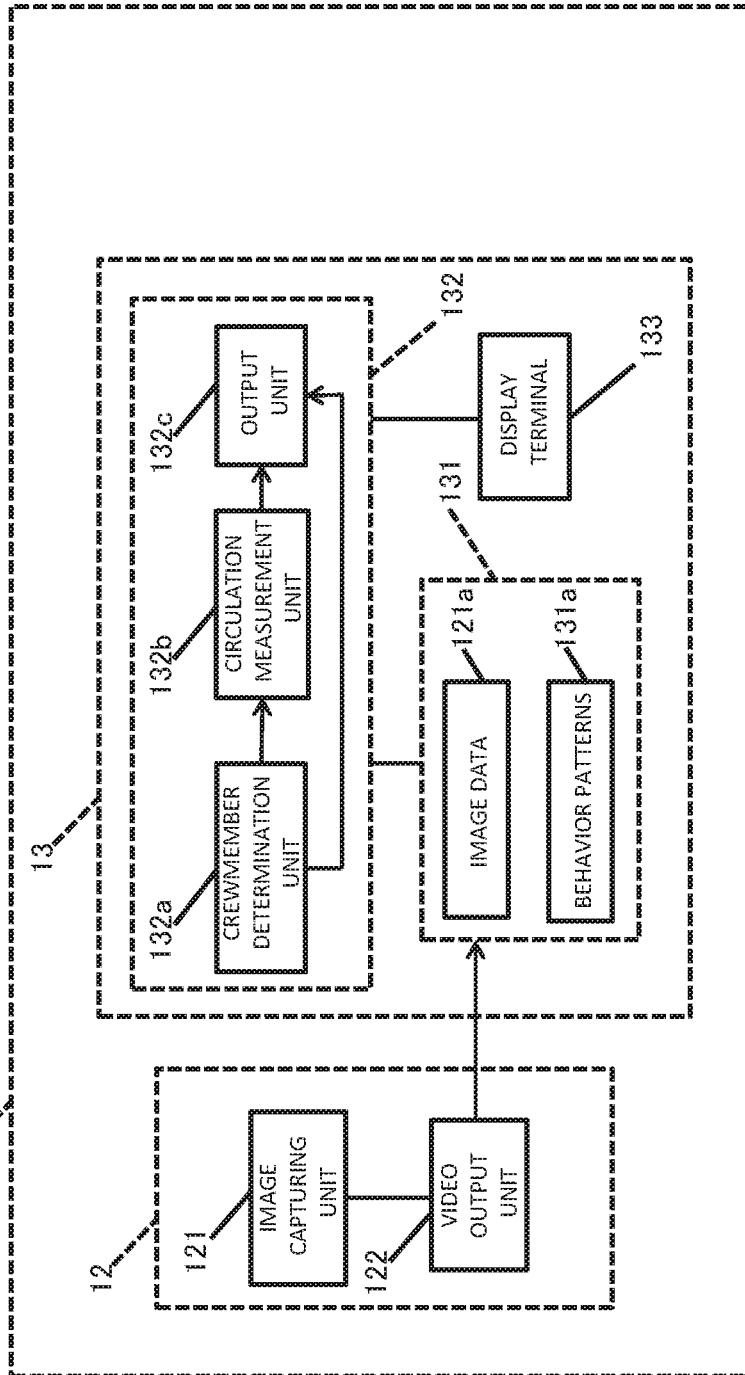 12
121
IMAGE
CAPTURING
UNIT
122
VIDEO
OUTPUT
UNIT
13
132a
CREWMEMBER
DETERMINATION
UNIT
132b
CIRCULATION
MEASUREMENT
UNIT
132c
OUTPUT
UNIT
132
131
IMAGE DATA
121a
BEHAVIOR PATTERNS
131a
DISPLAY
TERMINAL
133